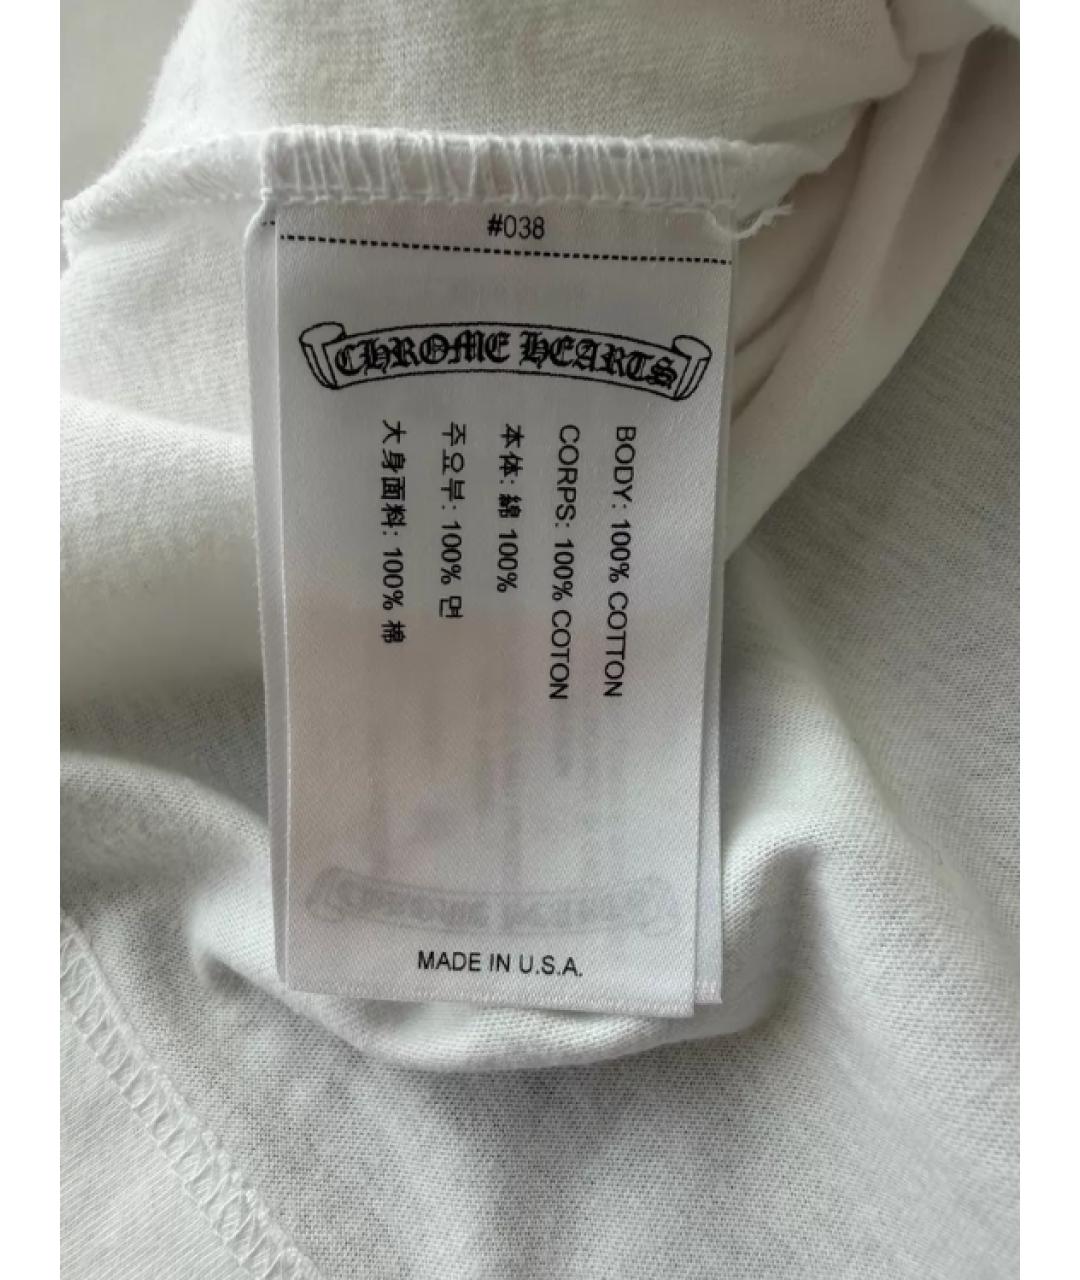 #038
CHROME HEARTS
BODY: 100% COTTON
CORPS: 100% COTON
本体: 綿 100%
주요부: 100% 면
大身面料: 100% 棉
MADE IN U.S.A.